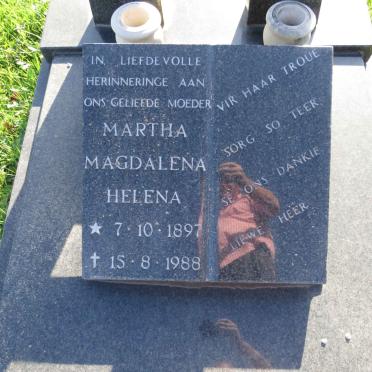 IN LIEFDEVOLLE
HERINNERINGE AAN
ONS GELIEFDE MOEDER
MARTHA
MAGDALENA
HELENA
★ 7·10·1897
✝ 15·8·1988
VIR HAAR TROUE
SORG SO TEER
SÊ ONS DANKIE
LIEWE HEER